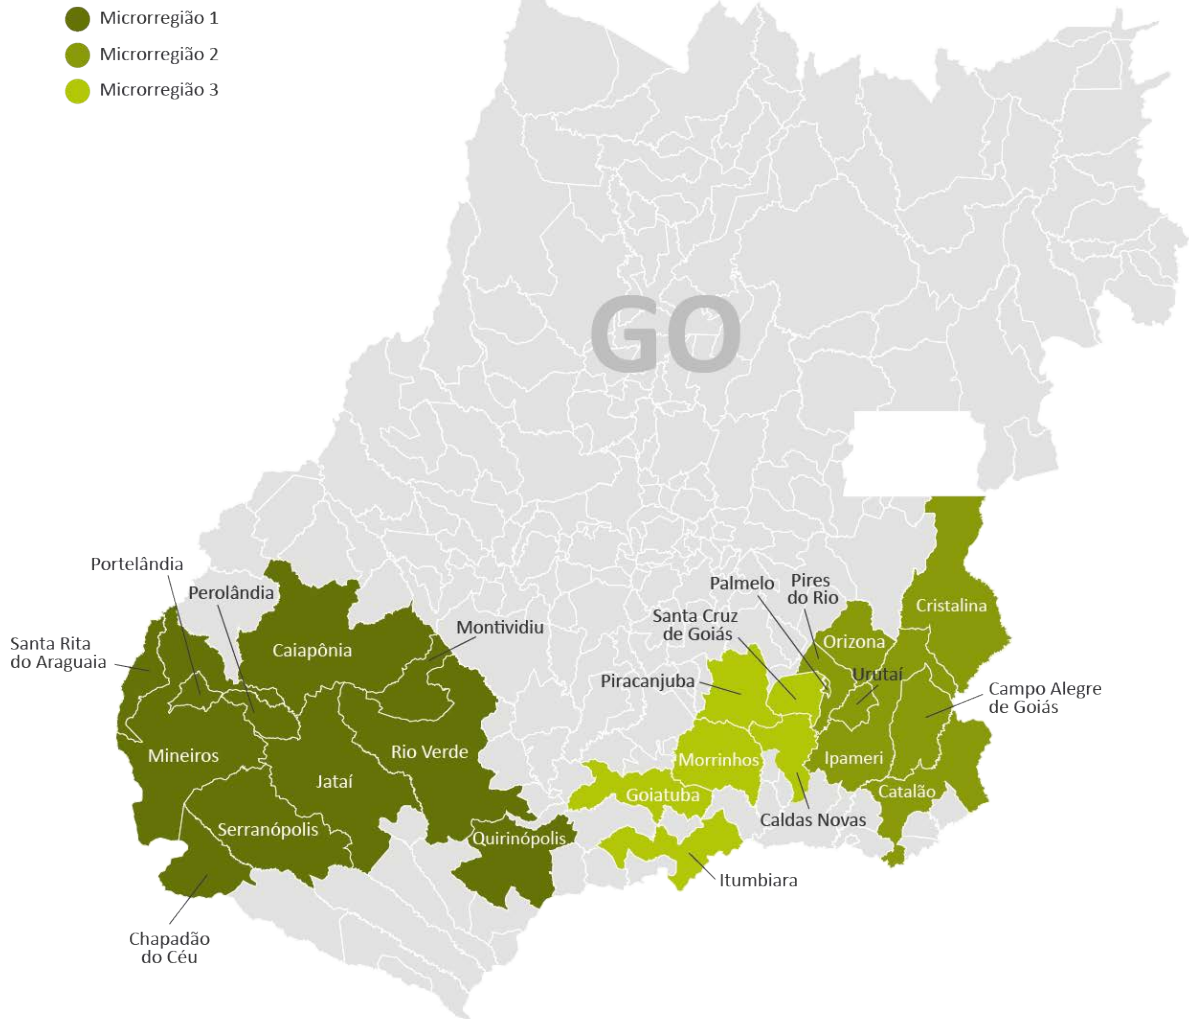 Microrregião 1
Microrregião 2
Microrregião 3
GO
Portelândia
Perolândia
Santa Rita
do Araguaia
Caiapônia
Montividiu
Mineiros
Rio Verde
Jataí
Serranópolis
Quirinópolis
Chapadão
do Céu
Palmelo
Pires
do Rio
Santa Cruz
de Goiás
Cristalina
Orizona
Urutaí
Piracanjuba
Campo Alegre
de Goiás
Morrinhos
Ipameri
Goiatuba
Catalão
Caldas Novas
Itumbiara